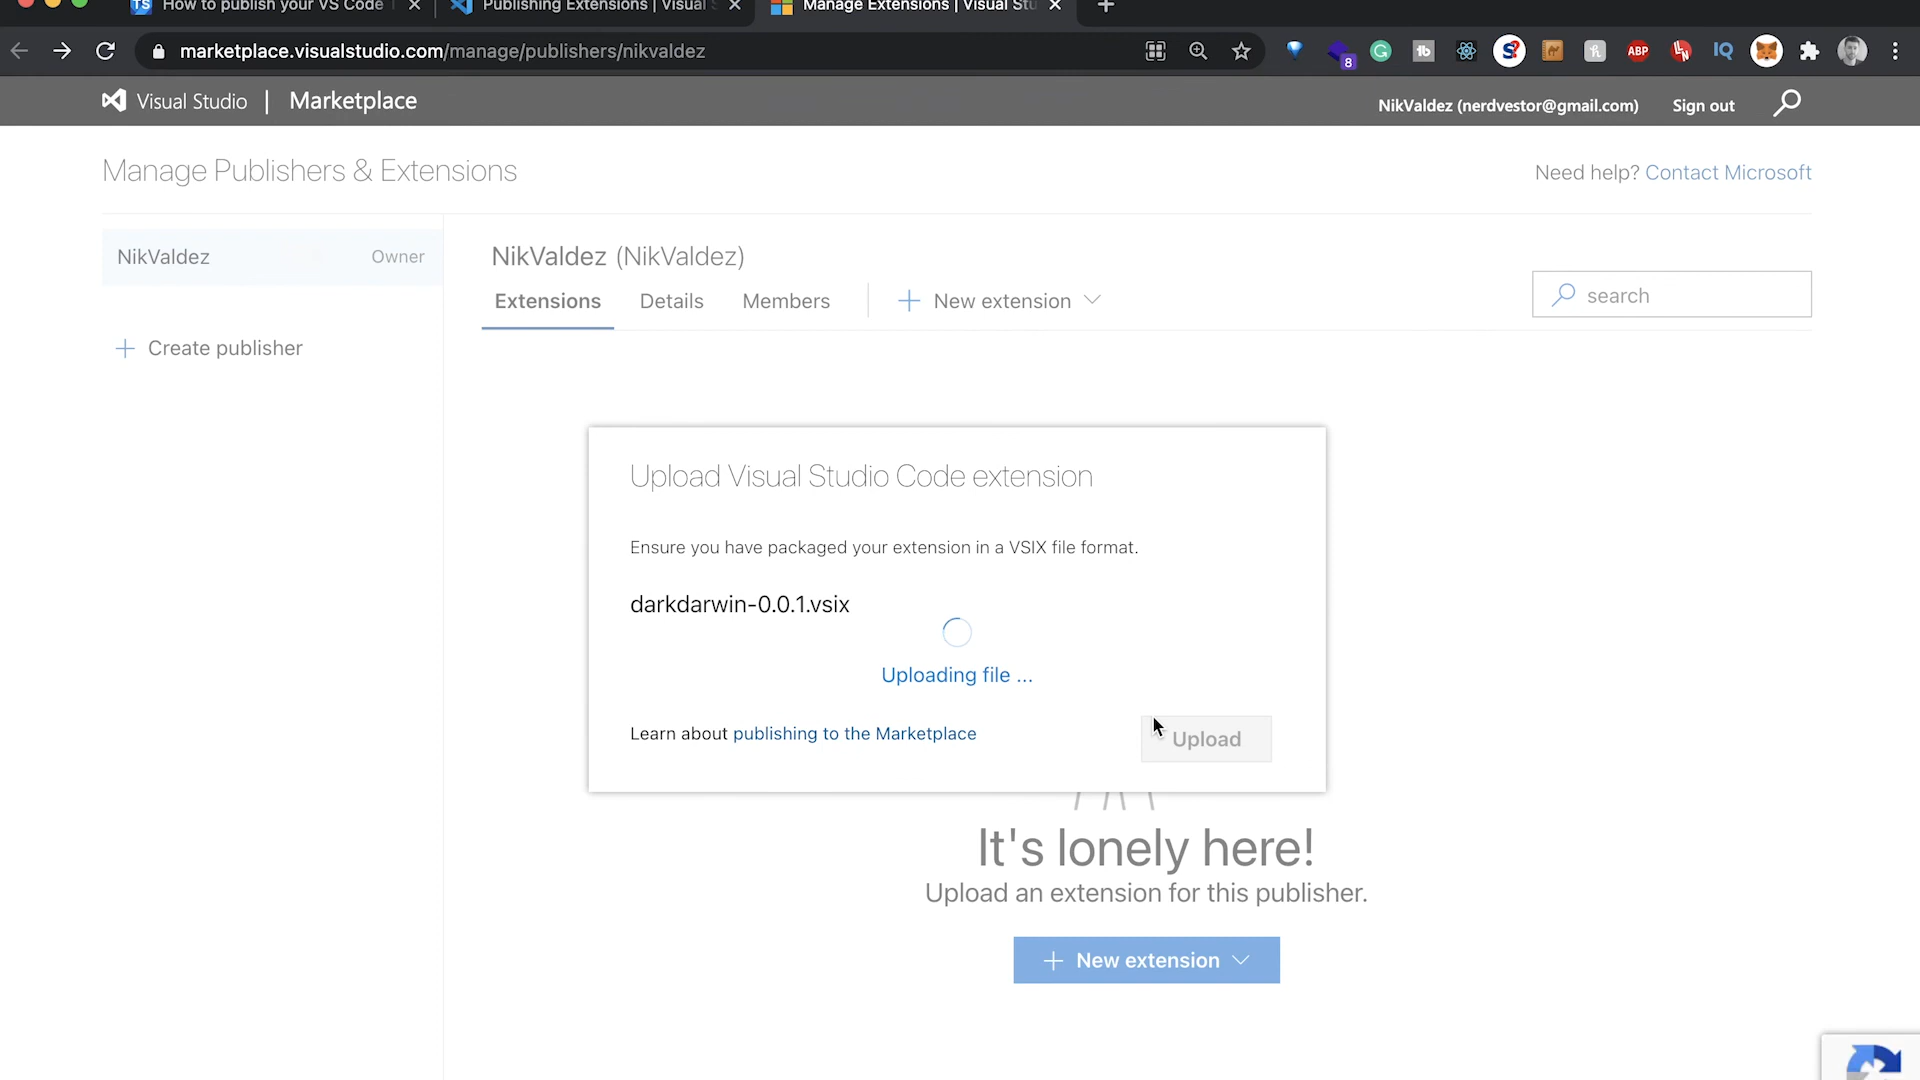 How to publish your VS Code
Publishing Extensions | Visual S
Manage Extensions | Visual Stu
marketplace.visualstudio.com/manage/publishers/nikvaldez
8
ABP
IQ
Visual Studio | Marketplace
NikValdez (nerdvestor@gmail.com)
Sign out
Manage Publishers & Extensions
Need help? Contact Microsoft
NikValdez
Owner
Create publisher
NikValdez (NikValdez)
Extensions
Details
Members
New extension
search
Upload Visual Studio Code extension
Ensure you have packaged your extension in a VSIX file format.
darkdarwin-0.0.1.vsix
Uploading file ...
Learn about publishing to the Marketplace
Upload
It's lonely here!
Upload an extension for this publisher.
New extension